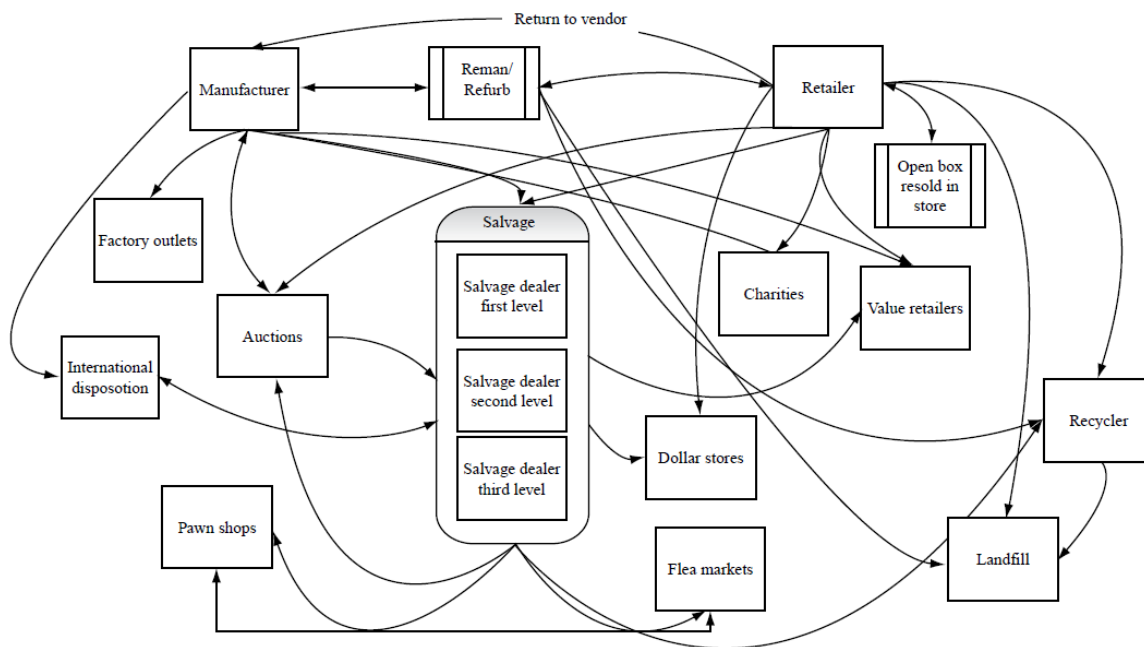 Return to vendor
Manufacturer
Reman/
Refurb
Retailer
Open box
resold in
store
Factory outlets
Salvage
Salvage dealer
first level
Charities
Value retailers
Auctions
International
disposotion
Salvage dealer
second level
Recycler
Dollar stores
Salvage dealer
third level
Pawn shops
Flea markets
Landfill